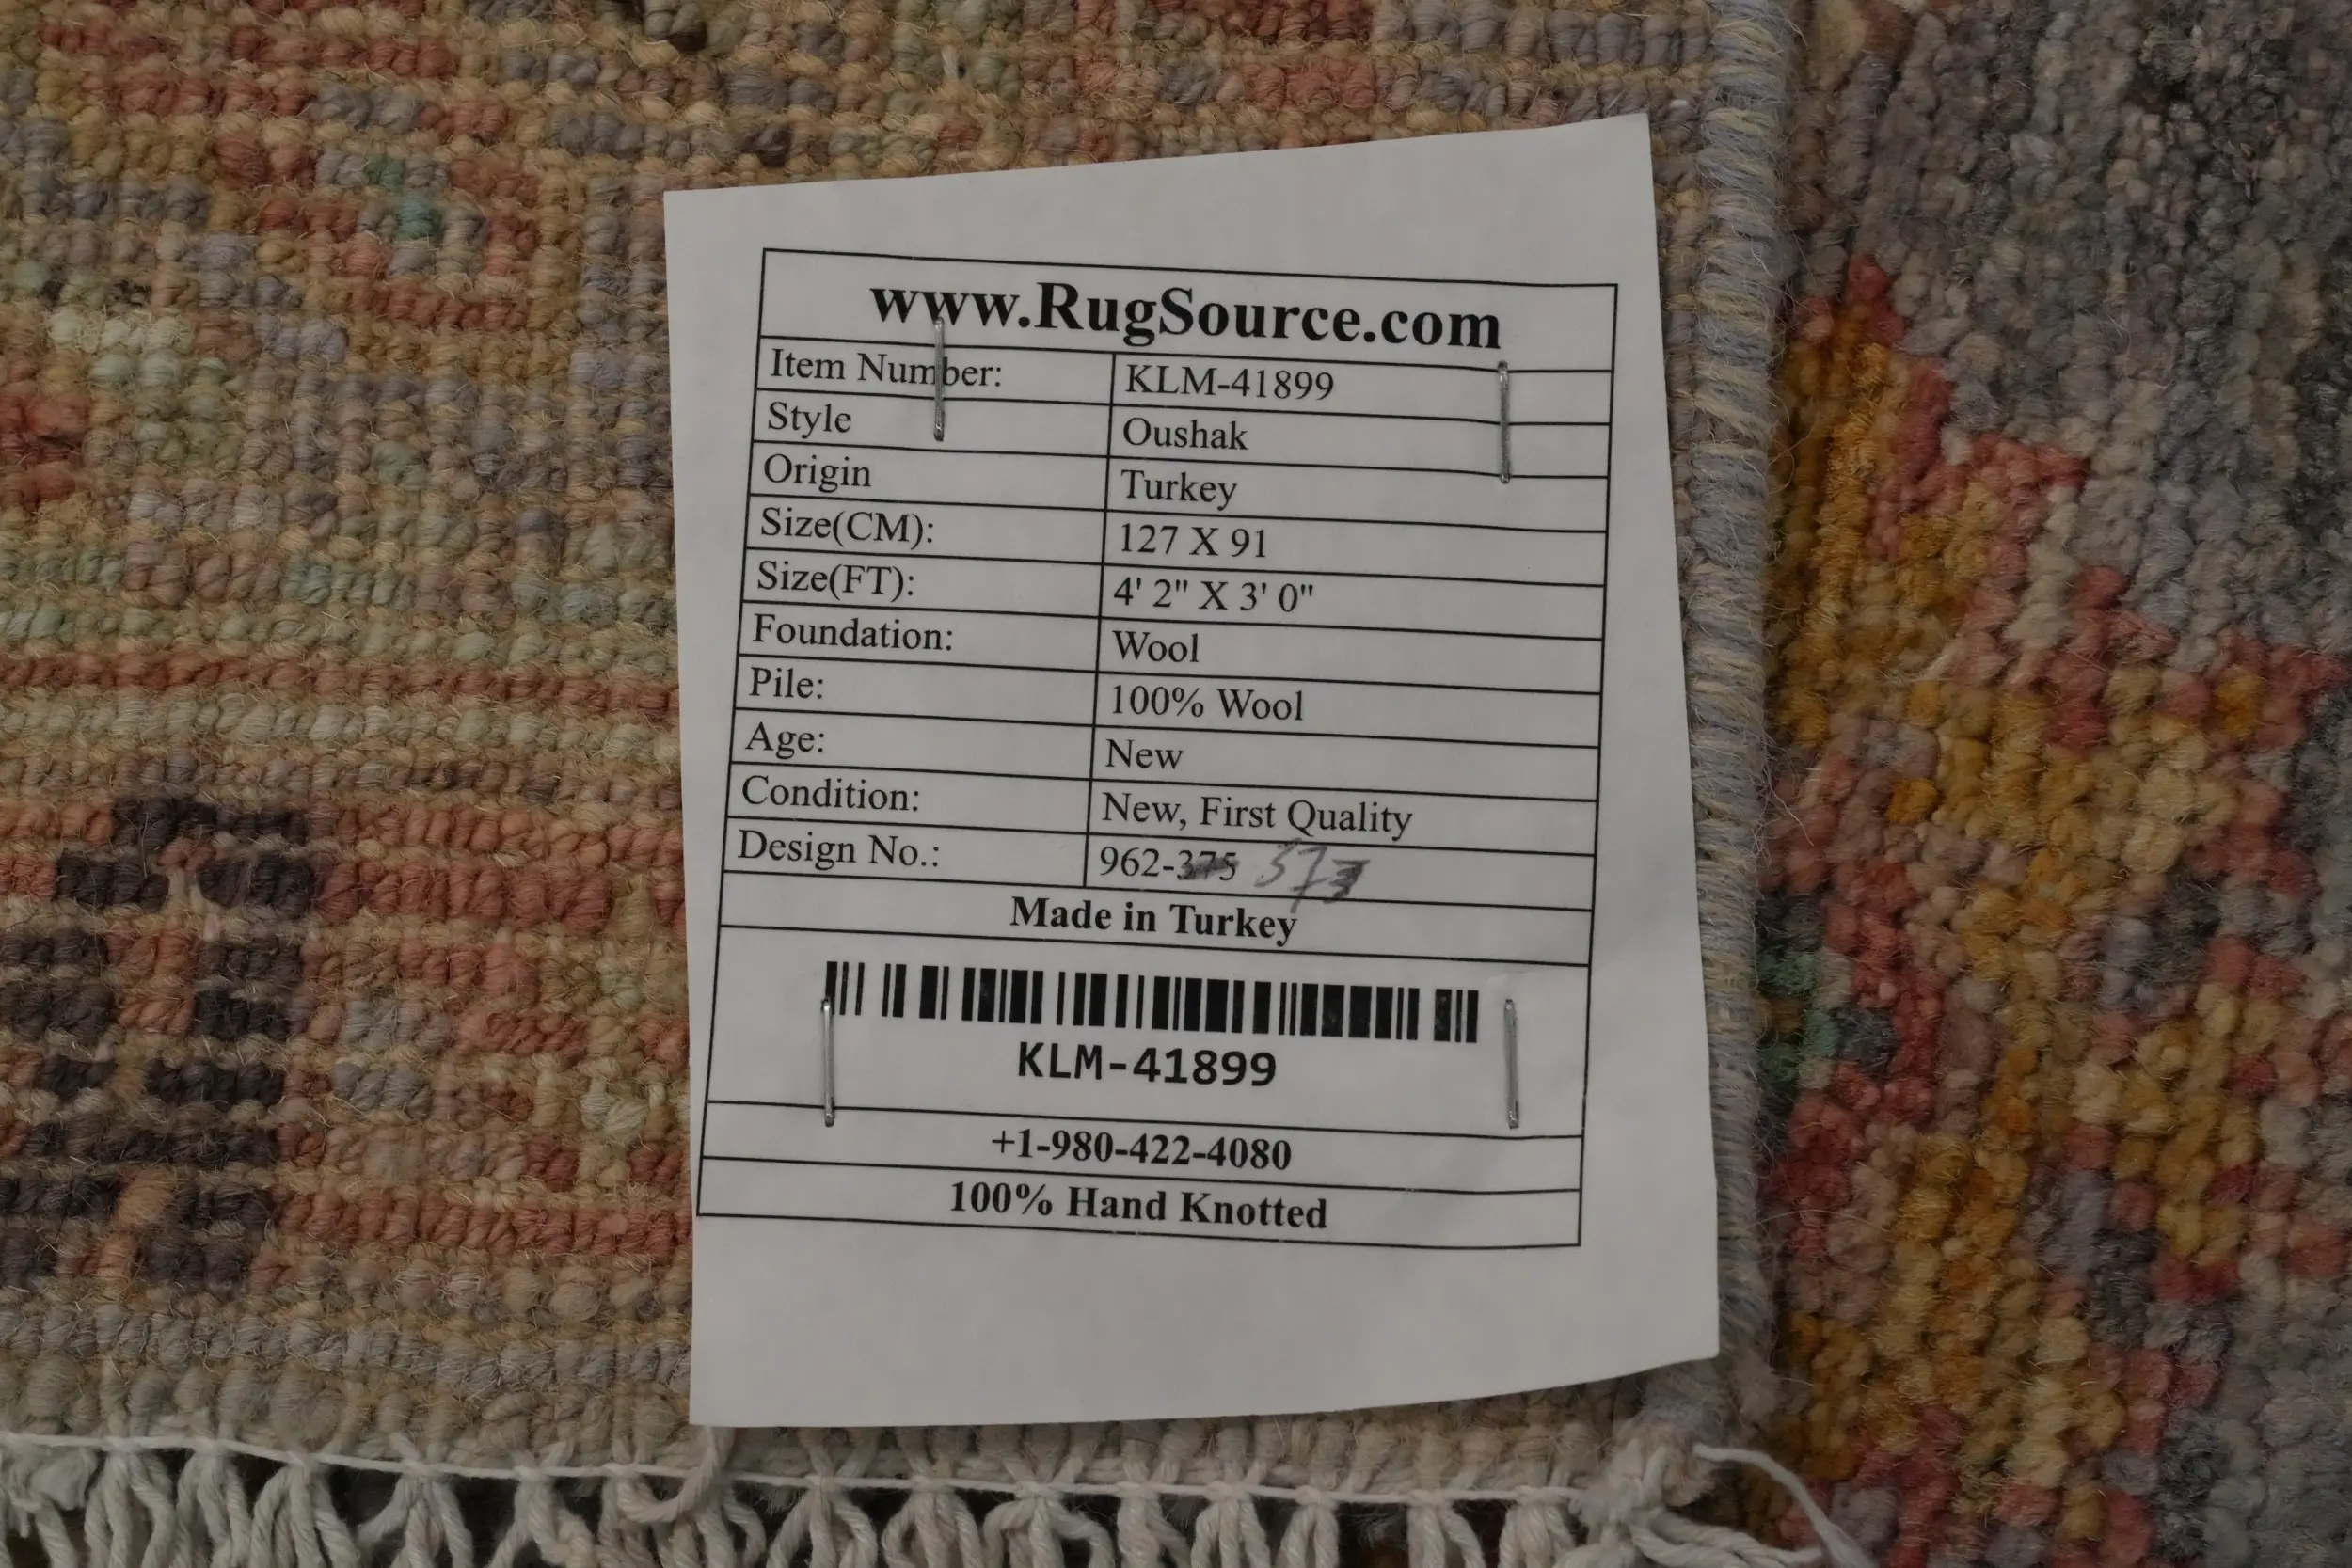 www.RugSource.com
Item Number: KLM-41899
Style Oushak
Origin Turkey
Size(CM): 127 X 91
Size(FT): 4' 2" X 3' 0"
Foundation: Wool
Pile: 100% Wool
Age: New
Condition: New, First Quality
Design No.: 962-375
Made in Turkey
KLM-41899
+1-980-422-4080
100% Hand Knotted